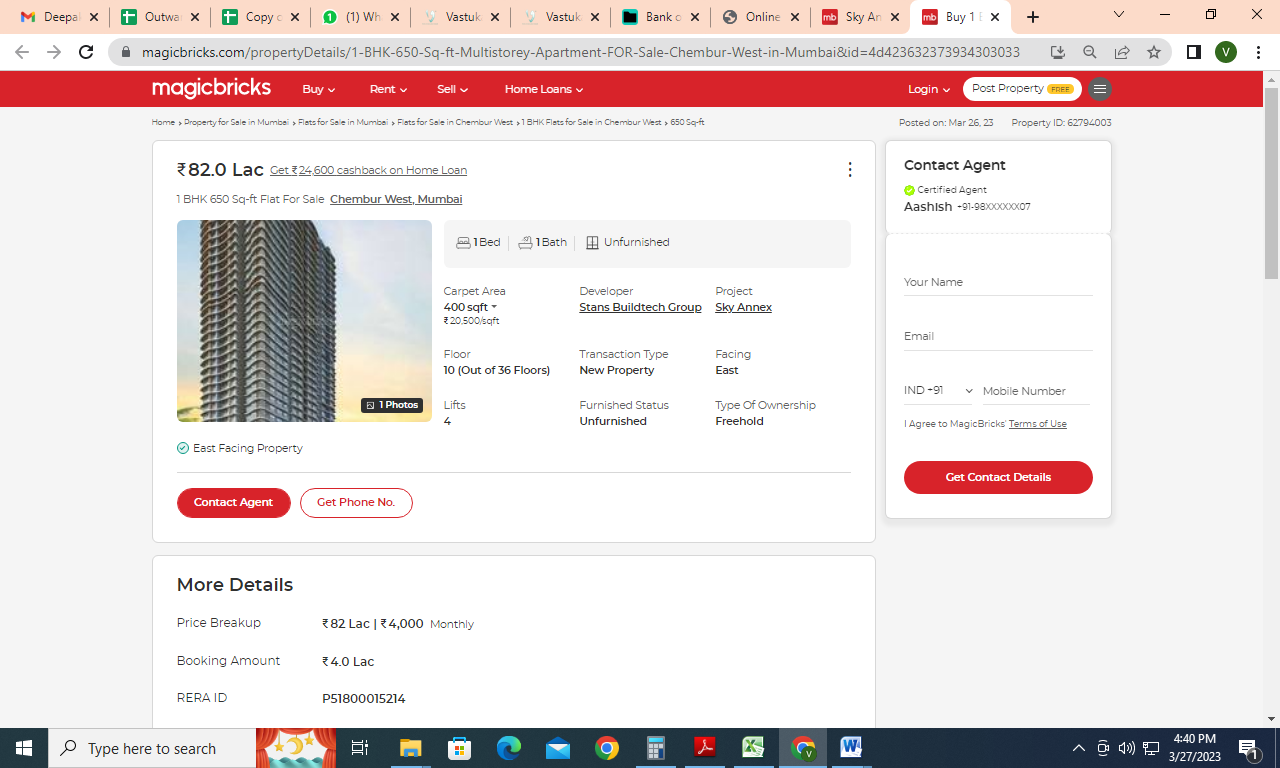 Deepa
Outwa
Copy c
(1) Wh
Vastuk
Vastuk
Bank o
Online
Sky An
Buy 1 B
magicbricks.com/propertyDetails/1-BHK-650-Sq-ft-Multistorey-Apartment-FOR-Sale-Chembur-West-in-Mumbai&id=4d423632373934303033
V
magicbricks
Buy
Rent
Sell
Home Loans
Login
Post Property FREE
Home › Property for Sale in Mumbai › Flats for Sale in Mumbai › Flats for Sale in Chembur West › 1 BHK Flats for Sale in Chembur West › 650 Sq-ft
Posted on: Mar 26, 23 Property ID: 62794003
₹82.0 Lac Get ₹24,600 cashback on Home Loan
1 BHK 650 Sq-ft Flat For Sale Chembur West, Mumbai
1 Photos
1 Bed
1 Bath
Unfurnished
Carpet Area
400 sqft
₹20,500/sqft
Developer
Stans Buildtech Group
Project
Sky Annex
Floor
10 (Out of 36 Floors)
Transaction Type
New Property
Facing
East
Lifts
4
Furnished Status
Unfurnished
Type Of Ownership
Freehold
East Facing Property
Contact Agent
Get Phone No.
Contact Agent
Certified Agent
Aashish +91-98XXXXXX07
Your Name
Email
IND +91
Mobile Number
I Agree to MagicBricks' Terms of Use
Get Contact Details
More Details
Price Breakup ₹82 Lac | ₹4,000 Monthly
Booking Amount ₹4.0 Lac
RERA ID P51800015214
Type here to search
4:40 PM
3/27/2023
1